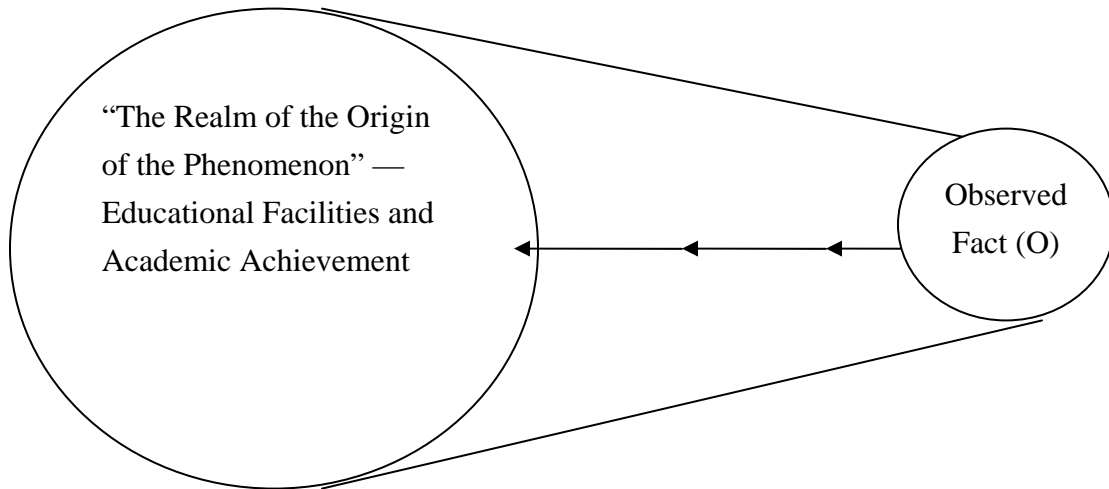 “The Realm of the Origin
of the Phenomenon” —
Educational Facilities and
Academic Achievement
Observed
Fact (O)